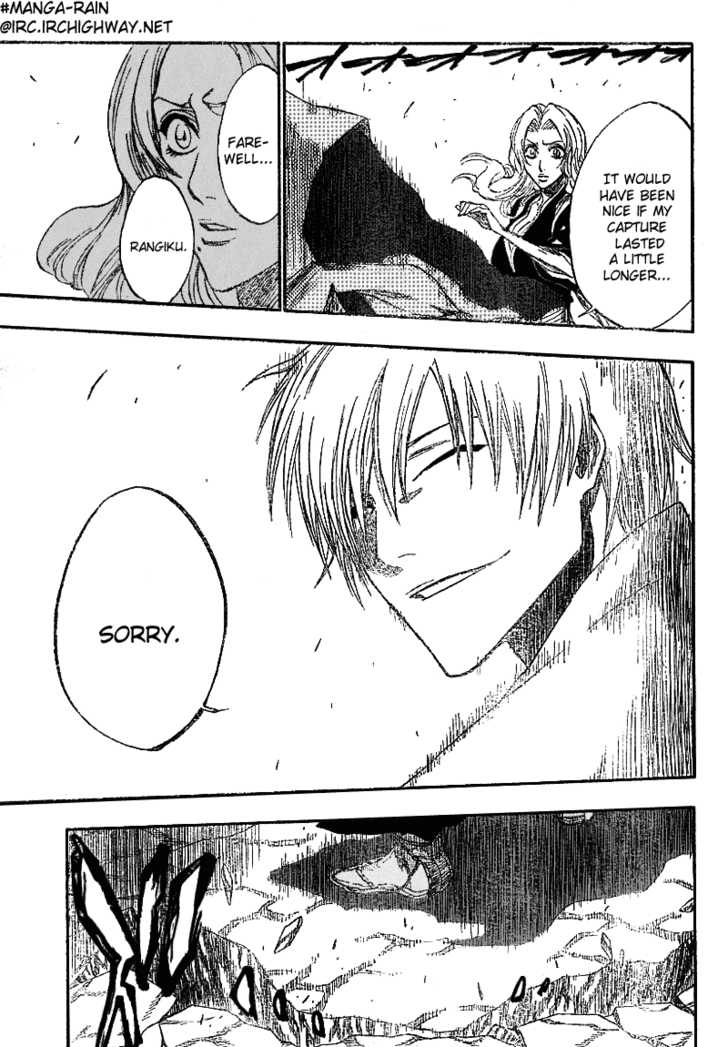 #MANGA-RAIN
@IRC.IRCHIGHWAY.NET
IT WOULD
HAVE BEEN
NICE IF MY
CAPTURE
LASTED
A LITTLE
LONGER...
FARE-
WELL...
RANGIKU.
SORRY.